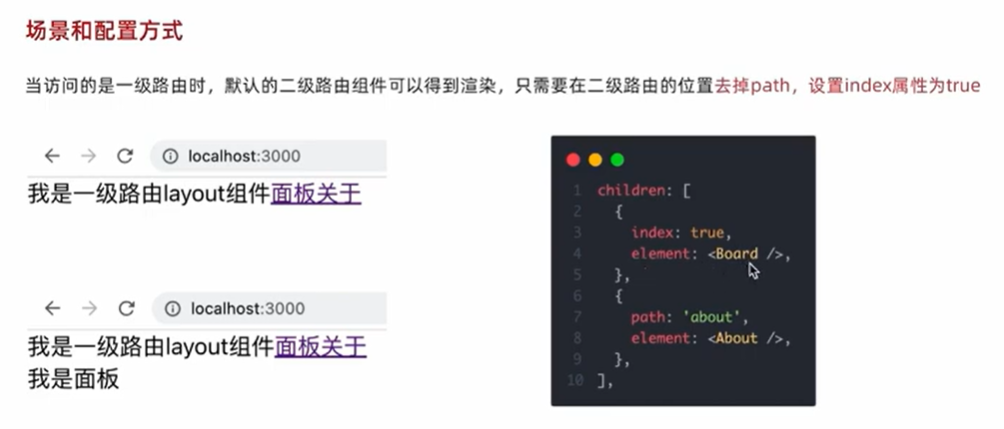 场景和配置方式
当访问的是一级路由时，默认的二级路由组件可以得到渲染，只需要在二级路由的位置去掉path，设置index属性为true
localhost:3000
我是一级路由layout组件面板关于
localhost:3000
我是一级路由layout组件面板关于
我是面板
1 children: [
2 {
3 index: true,
4 element: <Board />,
5 },
6 {
7 path: 'about',
8 element: <About />,
9 },
10 ],